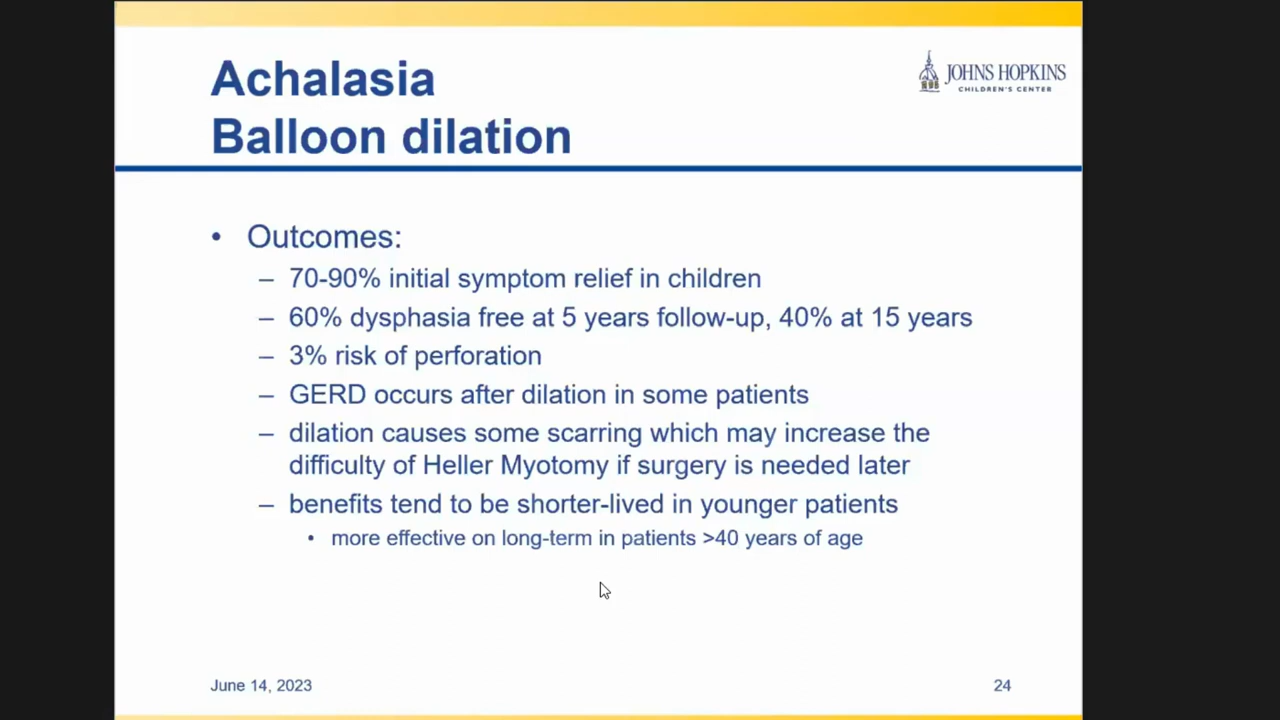 Achalasia
Balloon dilation
JOHNS HOPKINS
CHILDREN'S CENTER
• Outcomes:
– 70-90% initial symptom relief in children
– 60% dysphasia free at 5 years follow-up, 40% at 15 years
– 3% risk of perforation
– GERD occurs after dilation in some patients
– dilation causes some scarring which may increase the
difficulty of Heller Myotomy if surgery is needed later
– benefits tend to be shorter-lived in younger patients
• more effective on long-term in patients >40 years of age
June 14, 2023
24